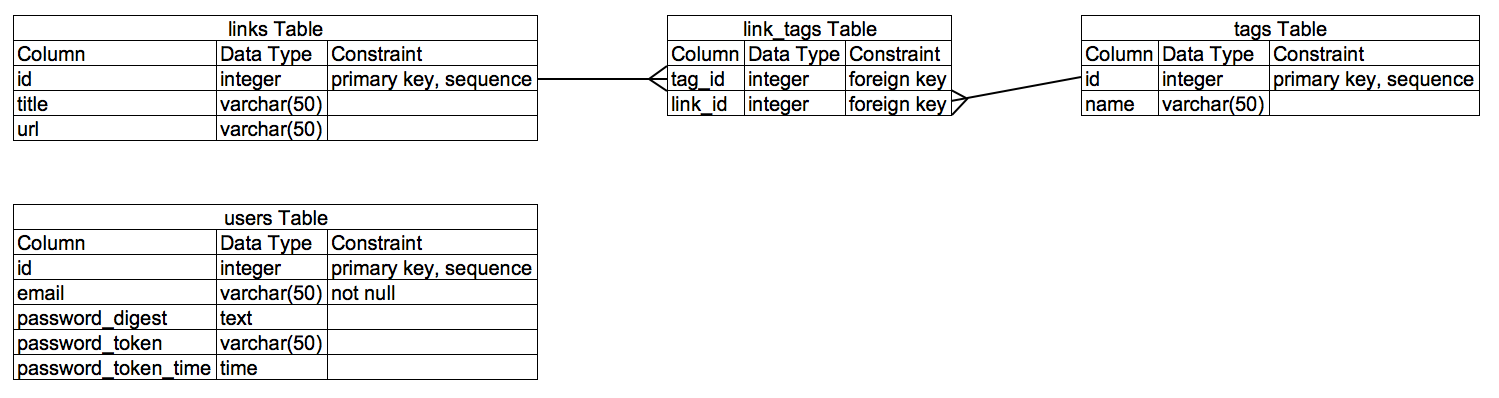 links Table
Column Data Type Constraint
id integer primary key, sequence
title varchar(50)
url varchar(50)
link_tags Table
Column Data Type Constraint
tag_id integer foreign key
link_id integer foreign key
tags Table
Column Data Type Constraint
id integer primary key, sequence
name varchar(50)
users Table
Column Data Type Constraint
id integer primary key, sequence
email varchar(50) not null
password_digest text
password_token varchar(50)
password_token_time time